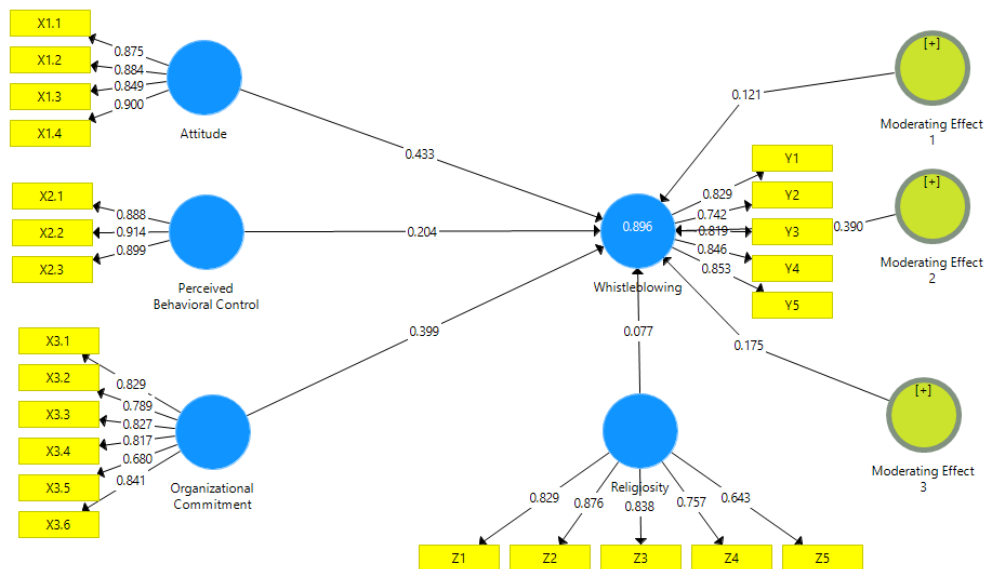 X1.1
0.875
X1.2
0.884
X1.3
0.849
0.900
X1.4
Attitude
0.433
[+]
0.121
Moderating Effect
1
X2.1
0.888
X2.2
0.914
X2.3
0.899
Perceived
Behavioral Control
0.204
0.896
Whistleblowing
Y1
0.829
Y2
0.742
Y3
0.819
0.846
Y4
0.853
Y5
[+]
0.390
Moderating Effect
2
X3.1
0.829
X3.2
0.789
X3.3
0.827
X3.4
0.817
0.680
X3.5
0.841
X3.6
Organizational
Commitment
0.399
0.077
0.175
[+]
Moderating Effect
3
Religiosity
0.829
0.876
0.838
0.757
0.643
Z1
Z2
Z3
Z4
Z5